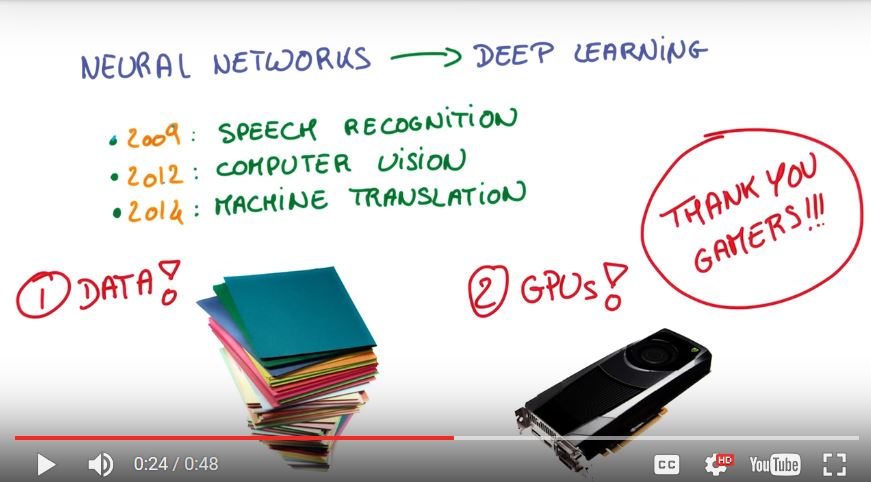 NEURAL NETWORKS → DEEP LEARNING
• 2009: SPEECH RECOGNITION
• 2012: COMPUTER VISION
• 2014: MACHINE TRANSLATION
THANK YOU
GAMERS!!!
① DATA!
② GPUs!
0:24 / 0:48
CC
HD
YouTube